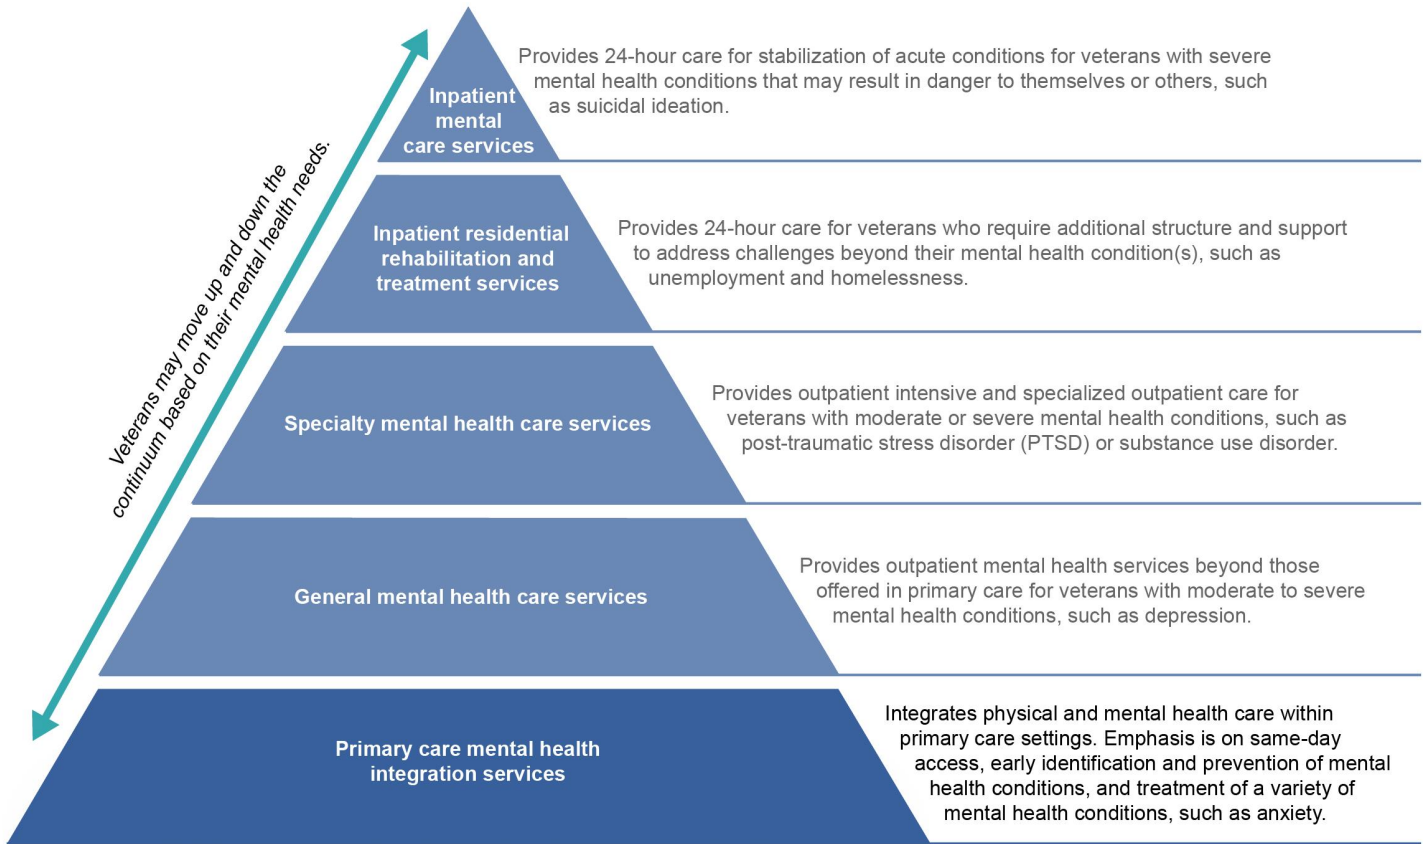 Veterans may move up and down the
continuum based on their mental health needs.
Inpatient
mental
care services
Provides 24-hour care for stabilization of acute conditions for veterans with severe
mental health conditions that may result in danger to themselves or others, such
as suicidal ideation.
Inpatient residential
rehabilitation and
treatment services
Provides 24-hour care for veterans who require additional structure and support
to address challenges beyond their mental health condition(s), such as
unemployment and homelessness.
Specialty mental health care services
Provides outpatient intensive and specialized outpatient care for
veterans with moderate or severe mental health conditions, such as
post-traumatic stress disorder (PTSD) or substance use disorder.
General mental health care services
Provides outpatient mental health services beyond those
offered in primary care for veterans with moderate to severe
mental health conditions, such as depression.
Primary care mental health
integration services
Integrates physical and mental health care within
primary care settings. Emphasis is on same-day
access, early identification and prevention of mental
health conditions, and treatment of a variety of
mental health conditions, such as anxiety.